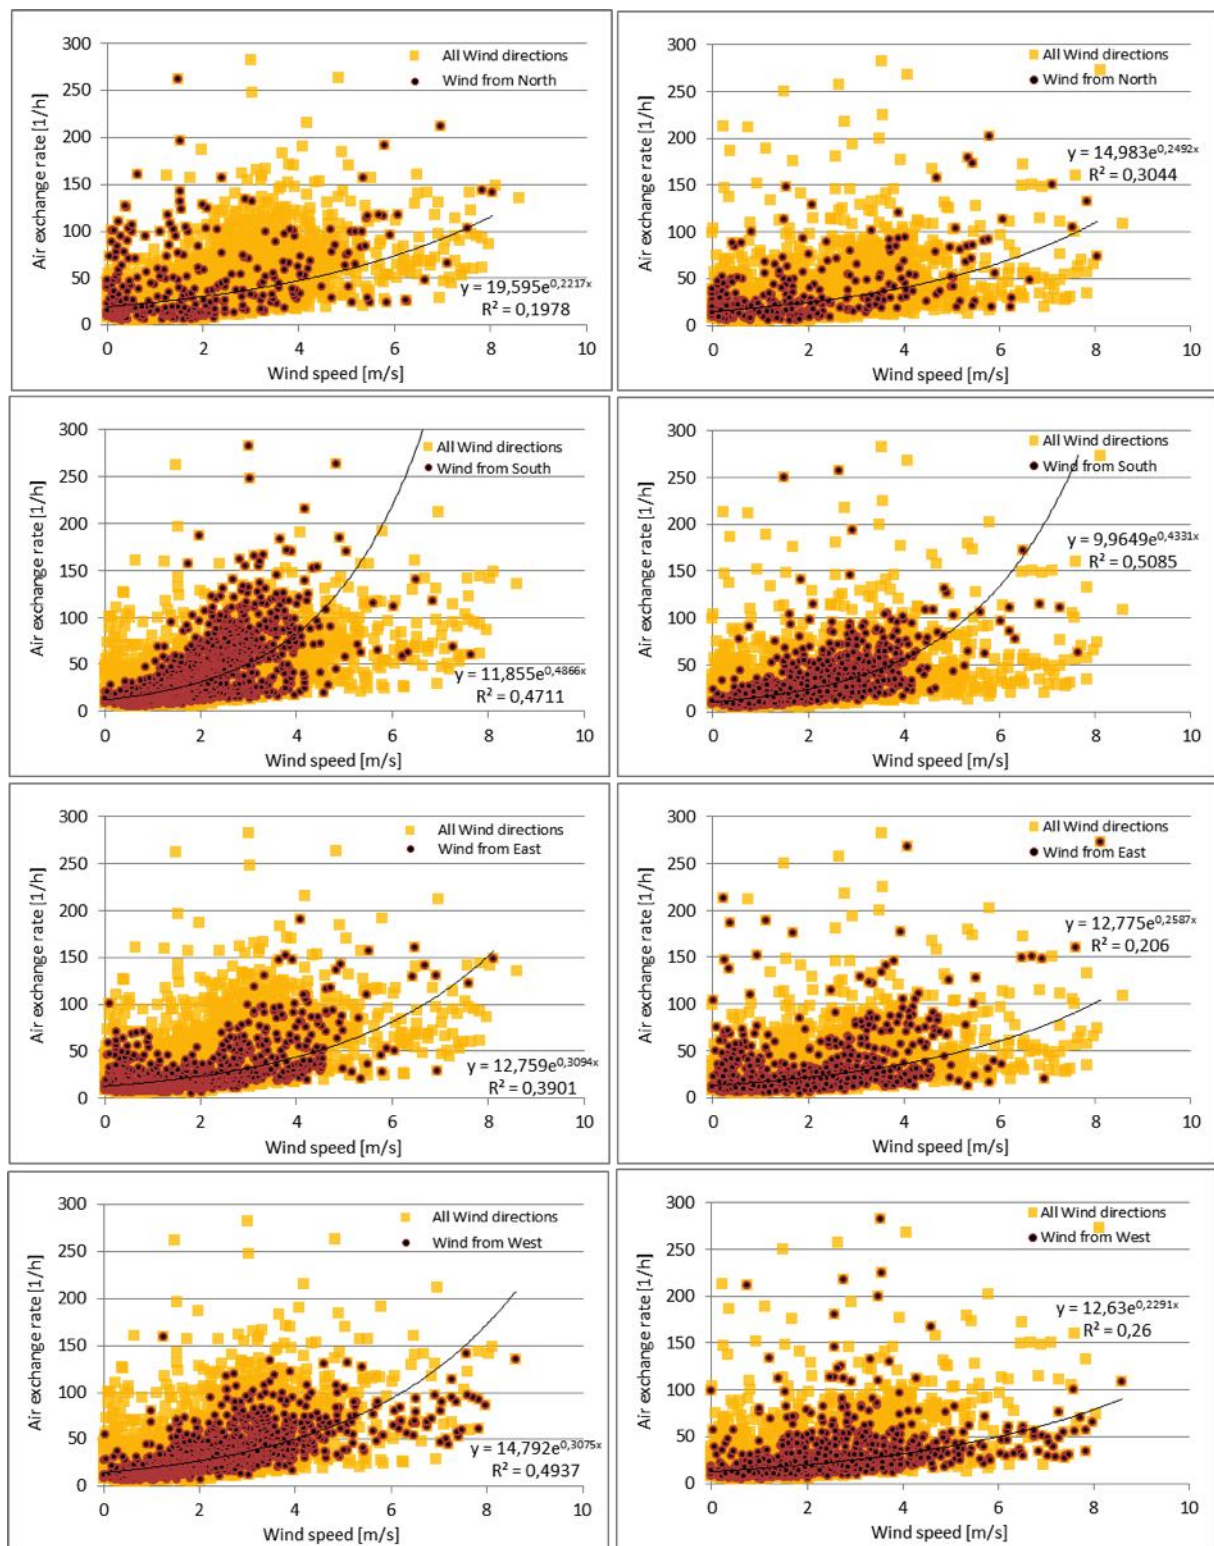 300
250
200
150
100
50
0
Air exchange rate [1/h]
All Wind directions
Wind from North
y = 19,595e^0,2217x
R² = 0,1978
0 2 4 6 8 10
Wind speed [m/s]
300
250
200
150
100
50
0
Air exchange rate [1/h]
All Wind directions
Wind from North
y = 14,983e^0,2492x
R² = 0,3044
0 2 4 6 8 10
Wind speed [m/s]
300
250
200
150
100
50
0
Air exchange rate [1/h]
All Wind directions
Wind from South
y = 11,855e^0,4866x
R² = 0,4711
0 2 4 6 8 10
Wind speed [m/s]
300
250
200
150
100
50
0
Air exchange rate [1/h]
All Wind directions
Wind from South
y = 9,9649e^0,4331x
R² = 0,5085
0 2 4 6 8 10
Wind speed [m/s]
300
250
200
150
100
50
0
Air exchange rate [1/h]
All Wind directions
Wind from East
y = 12,759e^0,3094x
R² = 0,3901
0 2 4 6 8 10
Wind speed [m/s]
300
250
200
150
100
50
0
Air exchange rate [1/h]
All Wind directions
Wind from East
y = 12,775e^0,2587x
R² = 0,206
0 2 4 6 8 10
Wind speed [m/s]
300
250
200
150
100
50
0
Air exchange rate [1/h]
All Wind directions
Wind from West
y = 14,792e^0,3075x
R² = 0,4937
0 2 4 6 8 10
Wind speed [m/s]
300
250
200
150
100
50
0
Air exchange rate [1/h]
All Wind directions
Wind from West
y = 12,63e^0,2291x
R² = 0,26
0 2 4 6 8 10
Wind speed [m/s]